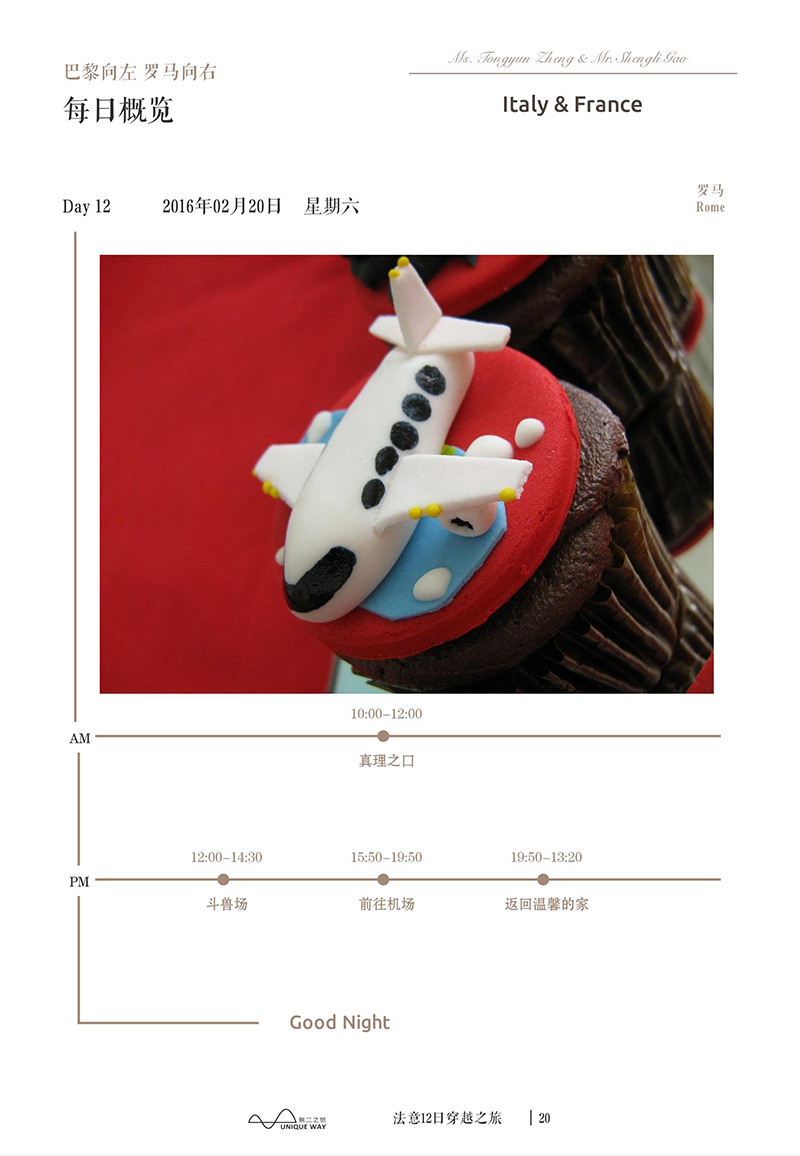 巴黎向左 罗马向右
每日概览
Ms. Tongyun Zheng & Mr. Shengli Gao
Italy & France
Day 12 2016年02月20日 星期六
罗马
Rome
10:00–12:00
AM
真理之口
12:00–14:30 15:50–19:50 19:50–13:20
PM
斗兽场 前往机场 返回温馨的家
Good Night
無二之旅
UNIQUE WAY
法意12日穿越之旅 | 20